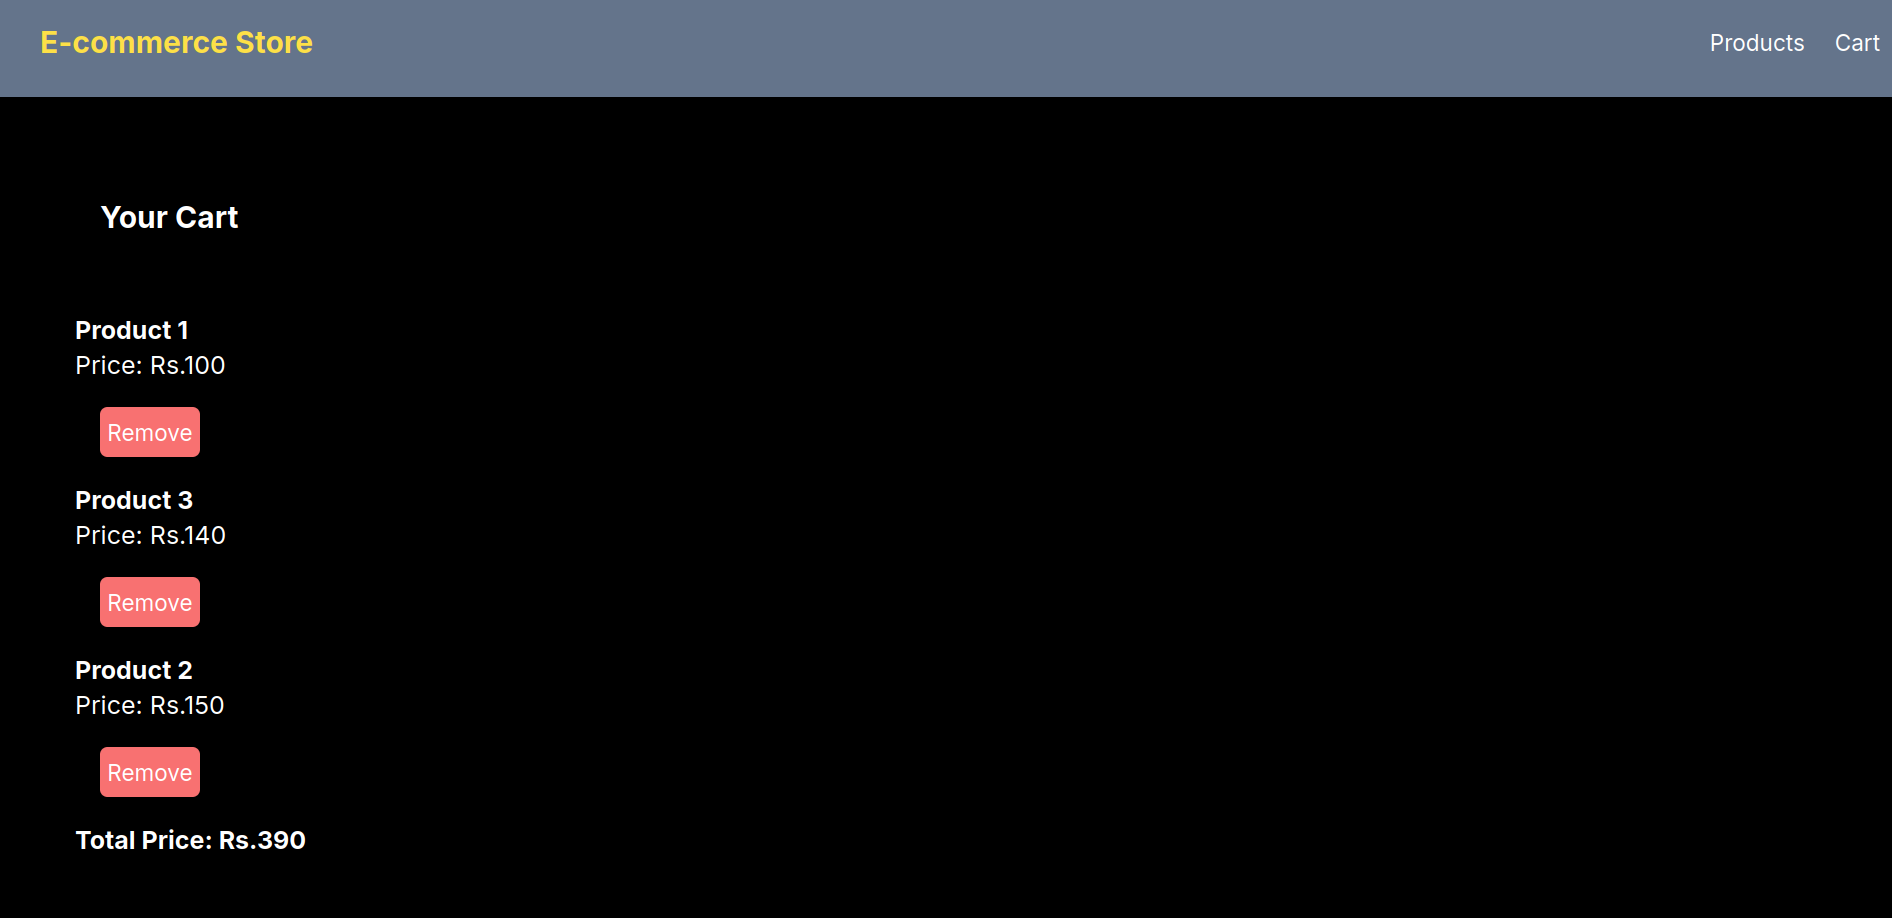 E-commerce Store
Products Cart
Your Cart
Product 1
Price: Rs.100
Remove
Product 3
Price: Rs.140
Remove
Product 2
Price: Rs.150
Remove
Total Price: Rs.390